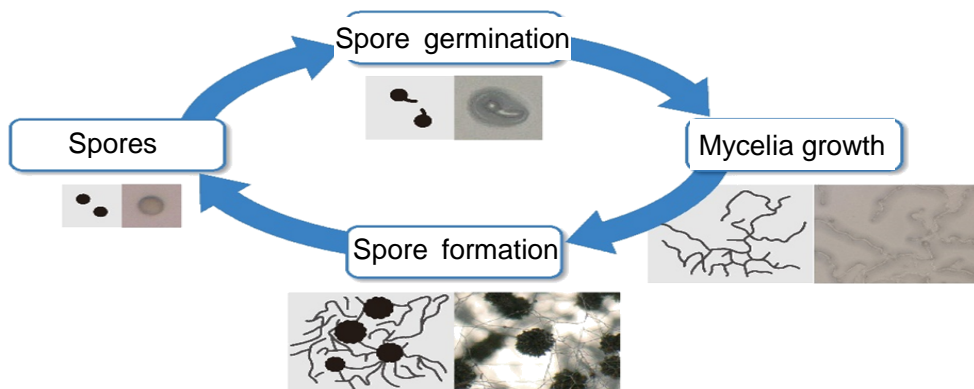 Spore germination
Spores
Mycelia growth
Spore formation